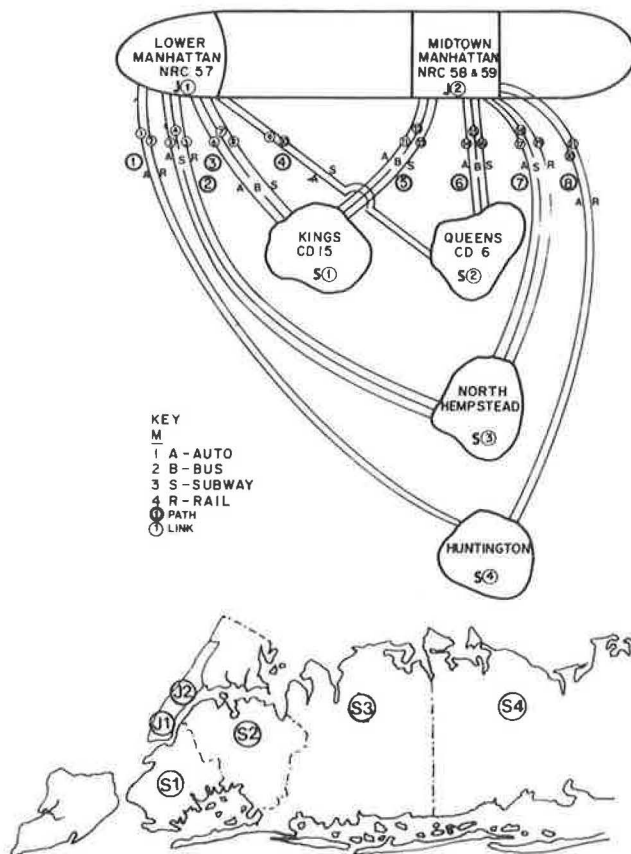 LOWER
MANHATTAN
NRC 57
J①
MIDTOWN
MANHATTAN
NRC 58 & 59
J②
①
②
③
④
⑤
⑥
⑦
⑧
A R
A S R
A B S
A S
A B S
A B S
A S R
A R
KINGS
CD 15
S①
QUEENS
CD 6
S②
NORTH
HEMPSTEAD
S③
HUNTINGTON
S④
KEY
M
1 A - AUTO
2 B - BUS
3 S - SUBWAY
4 R - RAIL
① PATH
① LINK
J2
J1
S1
S2
S3
S4